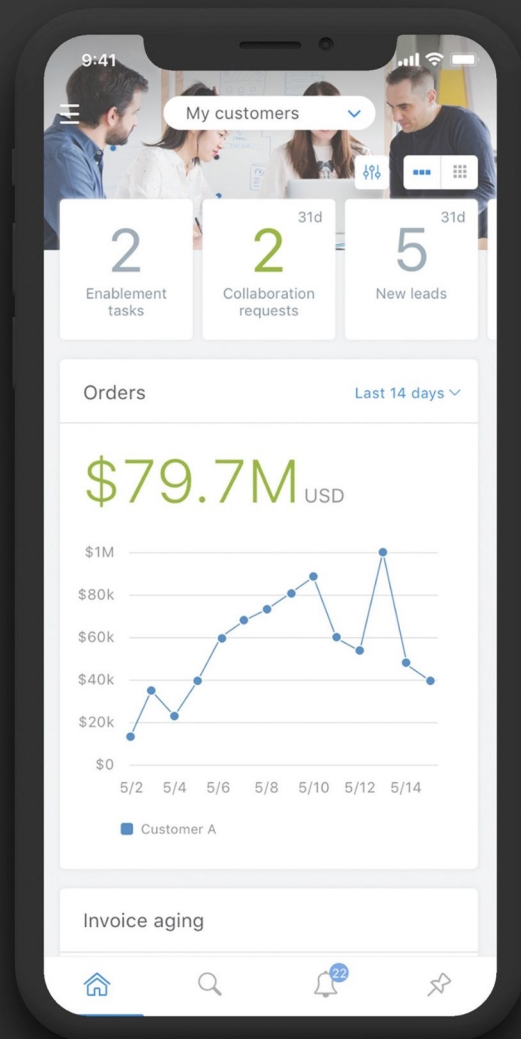 9:41
My customers
2
Enablement
tasks
31d
2
Collaboration
requests
31d
5
New leads
Orders
Last 14 days
$79.7M USD
$1M
$80k
$60k
$40k
$20k
$0
5/2 5/4 5/6 5/8 5/10 5/12 5/14
Customer A
Invoice aging
22